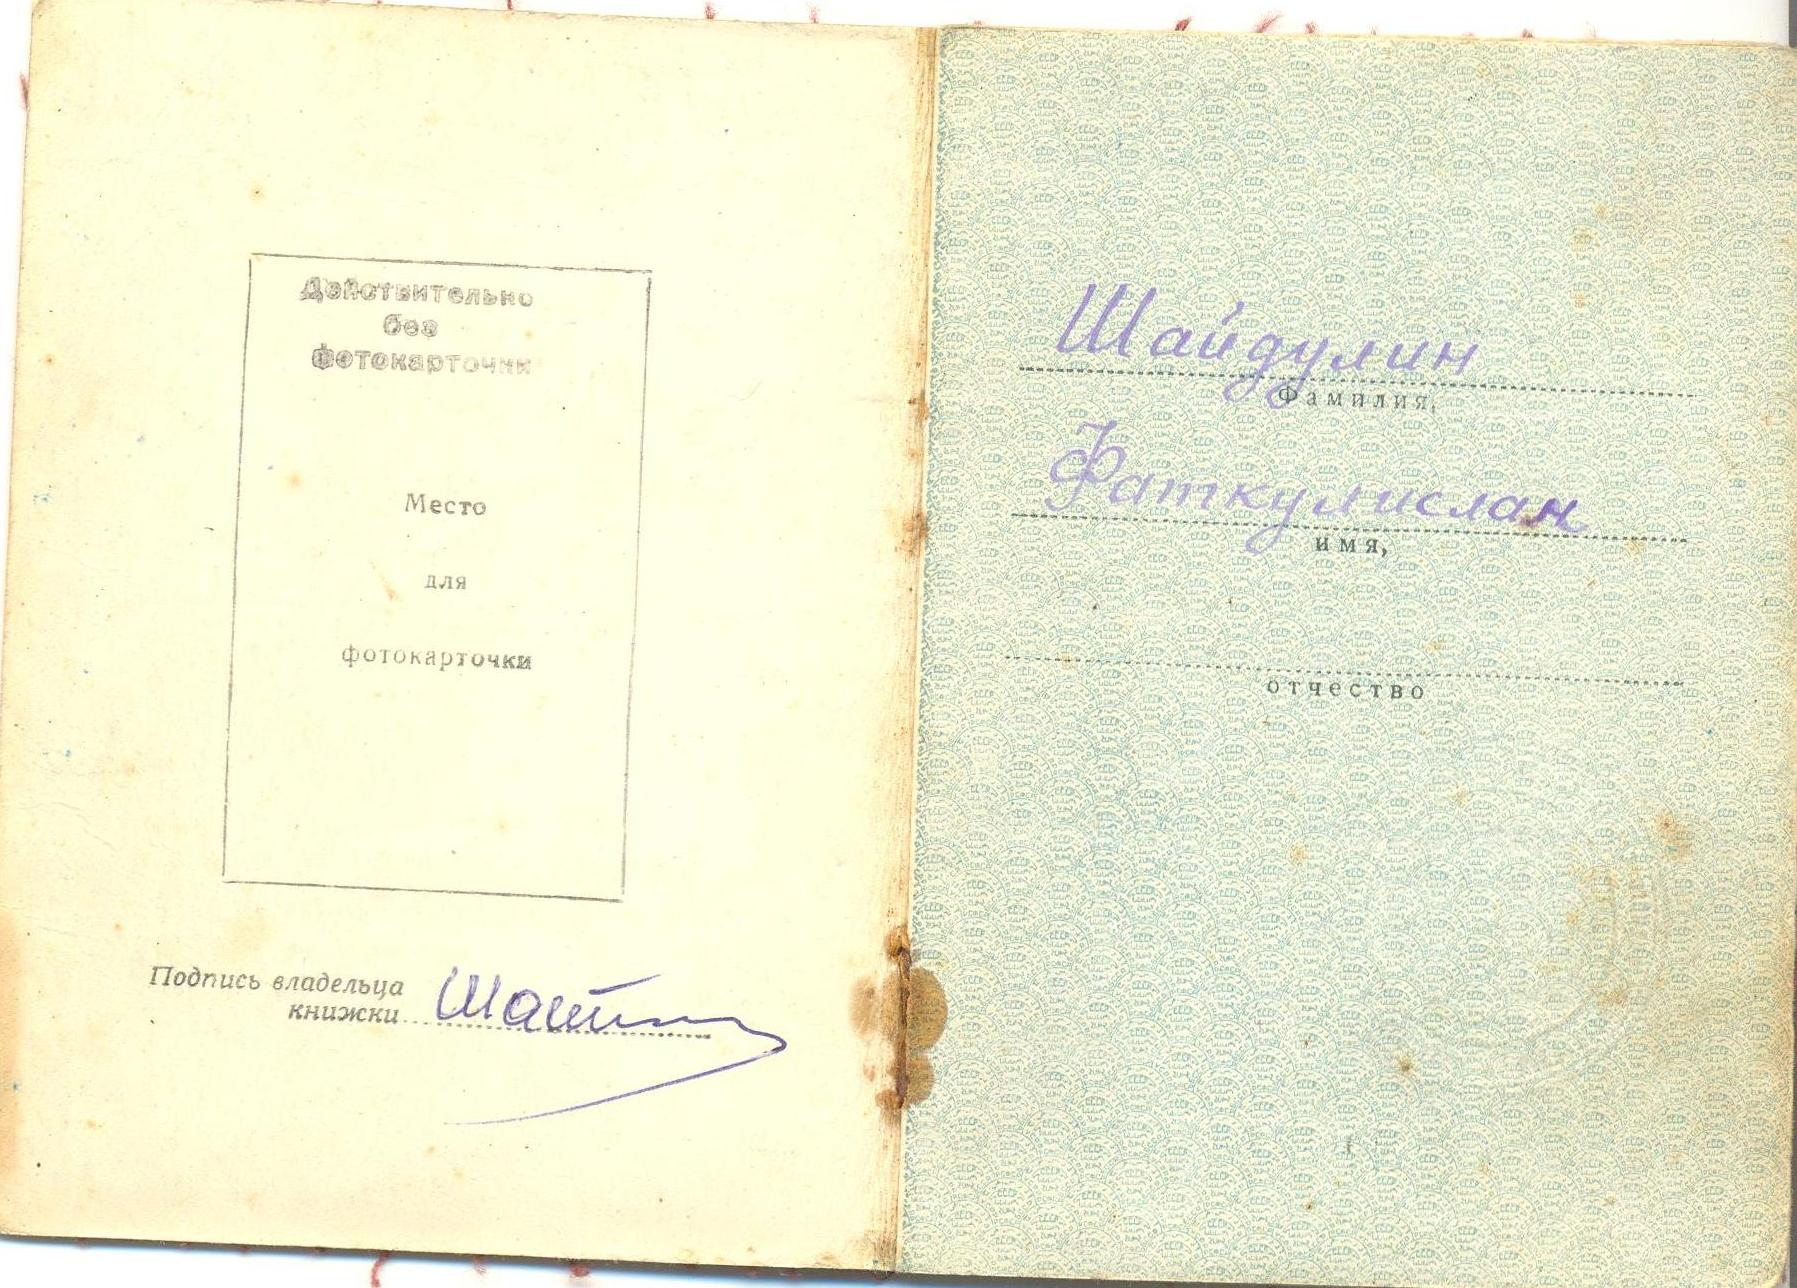 Действительно
без
фотокарточки
Место
для
фотокарточки
Подпись владельца
книжки
Шайдулин
Фамилия,
Фаткулислан
имя,
отчество